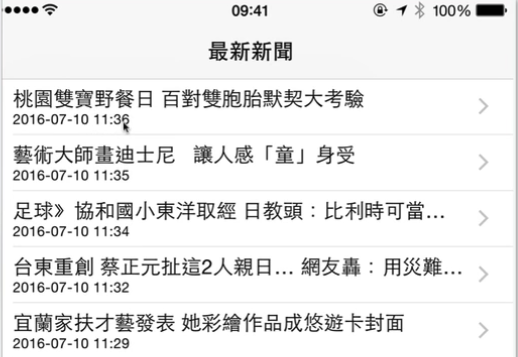 09:41 100%
最新新聞
桃園雙寶野餐日 百對雙胞胎默契大考驗
2016-07-10 11:36
藝術大師畫迪士尼　讓人感「童」身受
2016-07-10 11:35
足球》協和國小東洋取經 日教頭：比利時可當...
2016-07-10 11:34
台東重創 蔡正元扯這2人親日... 網友轟：用災難...
2016-07-10 11:32
宜蘭家扶才藝發表 她彩繪作品成悠遊卡封面
2016-07-10 11:29